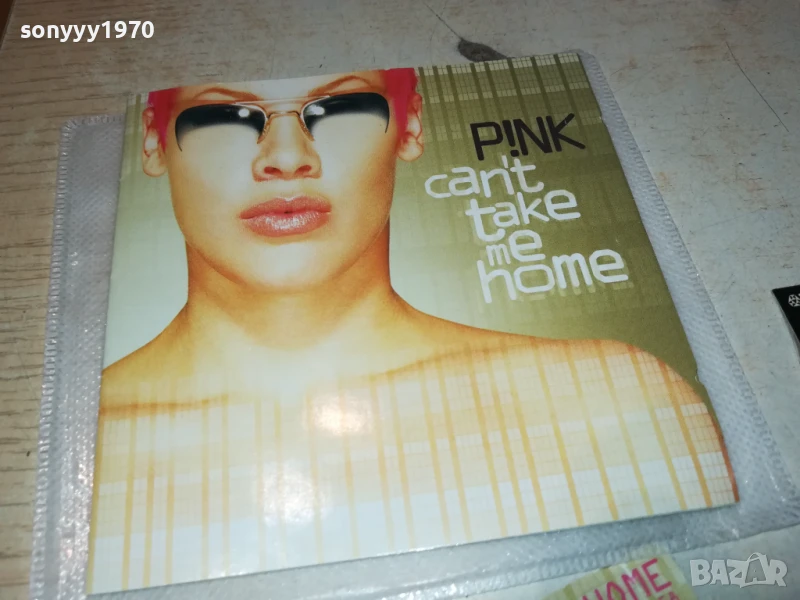 sonyyy1970
P!NK
can't
take
me
home
HOME
BAZAR